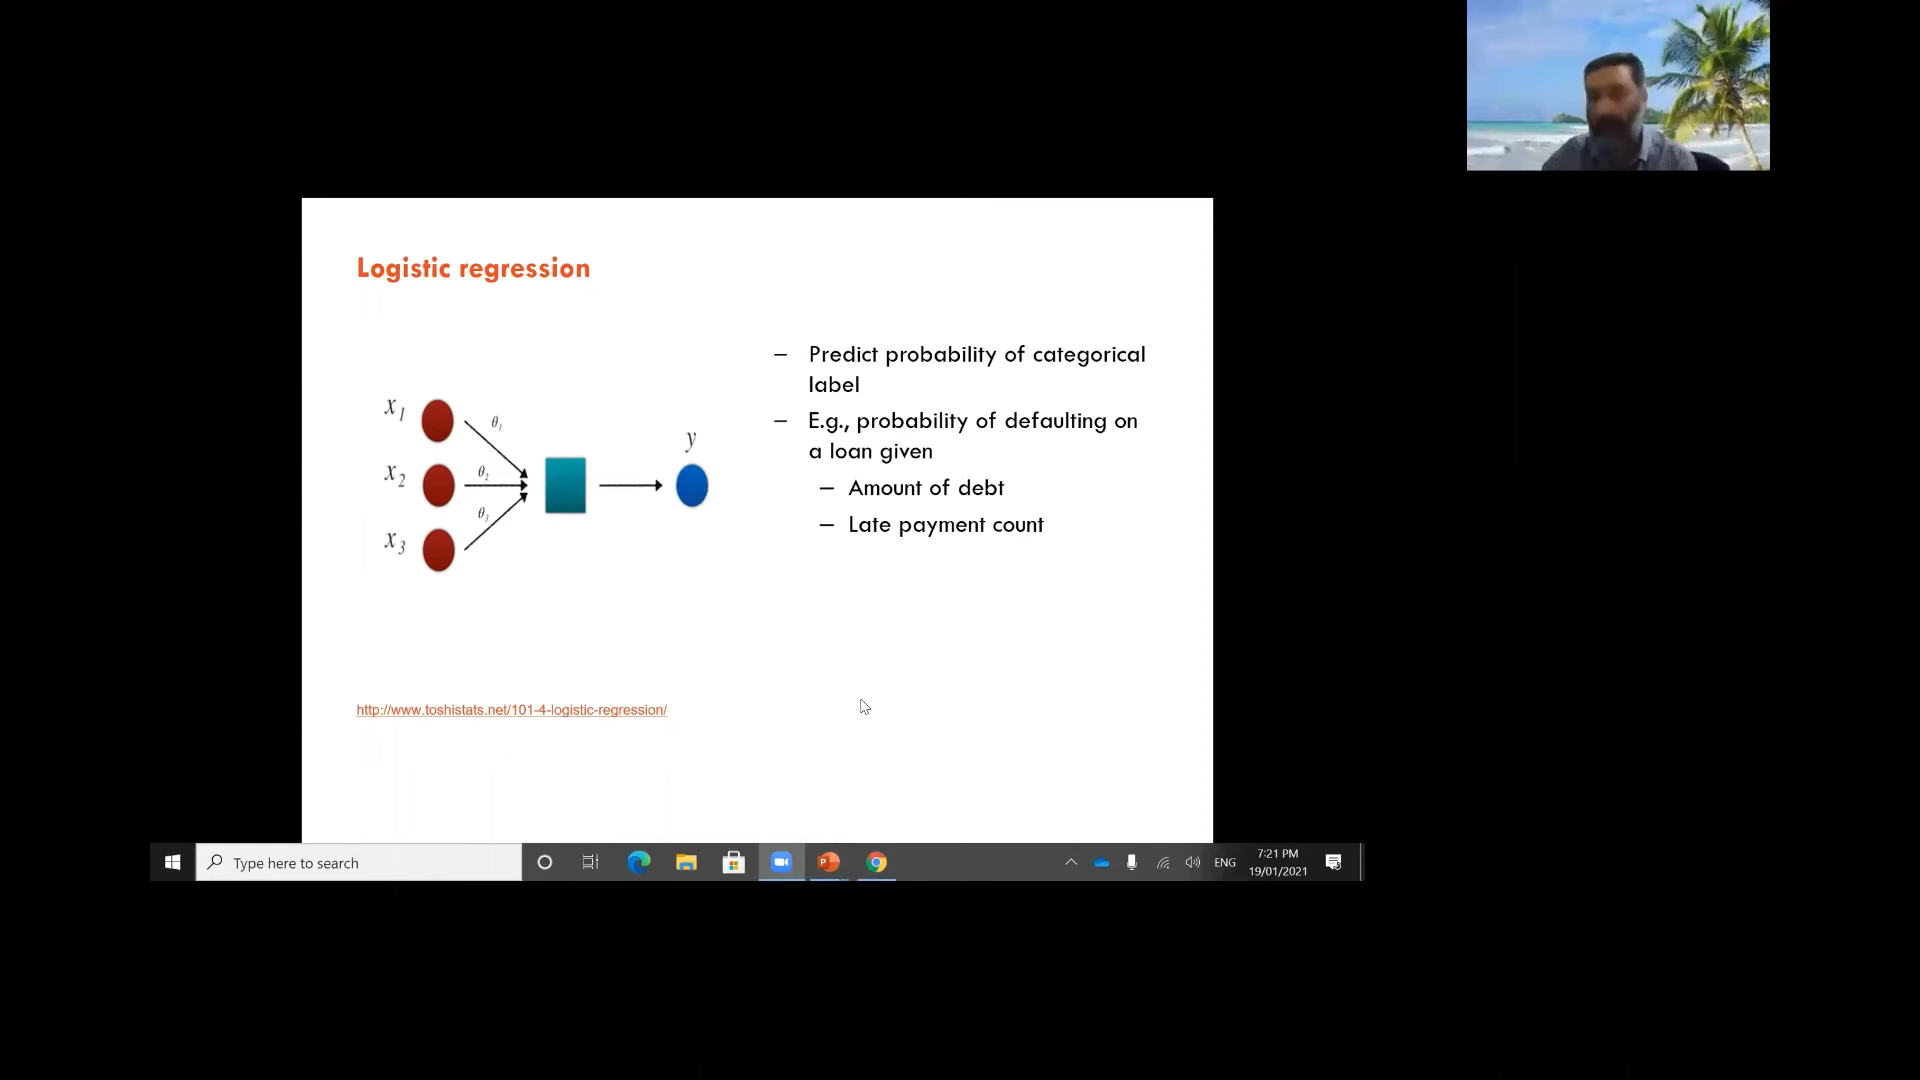 Logistic regression
– Predict probability of categorical
label
– E.g., probability of defaulting on
a loan given
– Amount of debt
– Late payment count
x1
θ1
y
x2
θ2
x3
θ3
http://www.toshistats.net/101-4-logistic-regression/
Type here to search
ENG
7:21 PM
19/01/2021